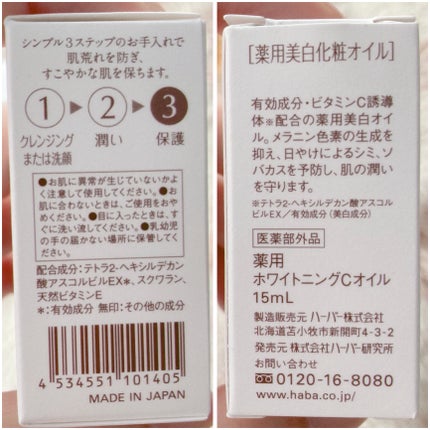 シンプル3ステップのお手入れで
肌荒れを防ぎ、
すこやかな肌を保ちます。
1 ▶ 2 ▶ 3
クレンジング
または洗顔
潤い
保護
●お肌に異常が生じていないかよ
く注意して使用してください。●お
肌に合わないときは、ご使用をおや
めください。●目に入ったときは、す
ぐに洗い流してください。●乳幼児
の手の届かない場所に保管してく
ださい。
配合成分:テトラ2-ヘキシルデカン
酸アスコルビルEX*、スクワラン、
天然ビタミンE
*:有効成分 無印:その他の成分
4 534551 101405
MADE IN JAPAN
[薬用美白化粧オイル]
有効成分・ビタミンC誘導
体※配合の薬用美白オイ
ル。メラニン色素の生成を
抑え、日やけによるシミ、ソ
バカスを予防し、肌の潤い
を守ります。
※テトラ2-ヘキシルデカン酸アスコル
ビルEX/有効成分(美白成分)
医薬部外品
薬用
ホワイトニングCオイル
15mL
製造販売元 ハーバー株式会社
北海道苫小牧市新開町4-3-2
発売元 株式会社ハーバー研究所
お問い合わせ
0120-16-8080
www.haba.co.jp/